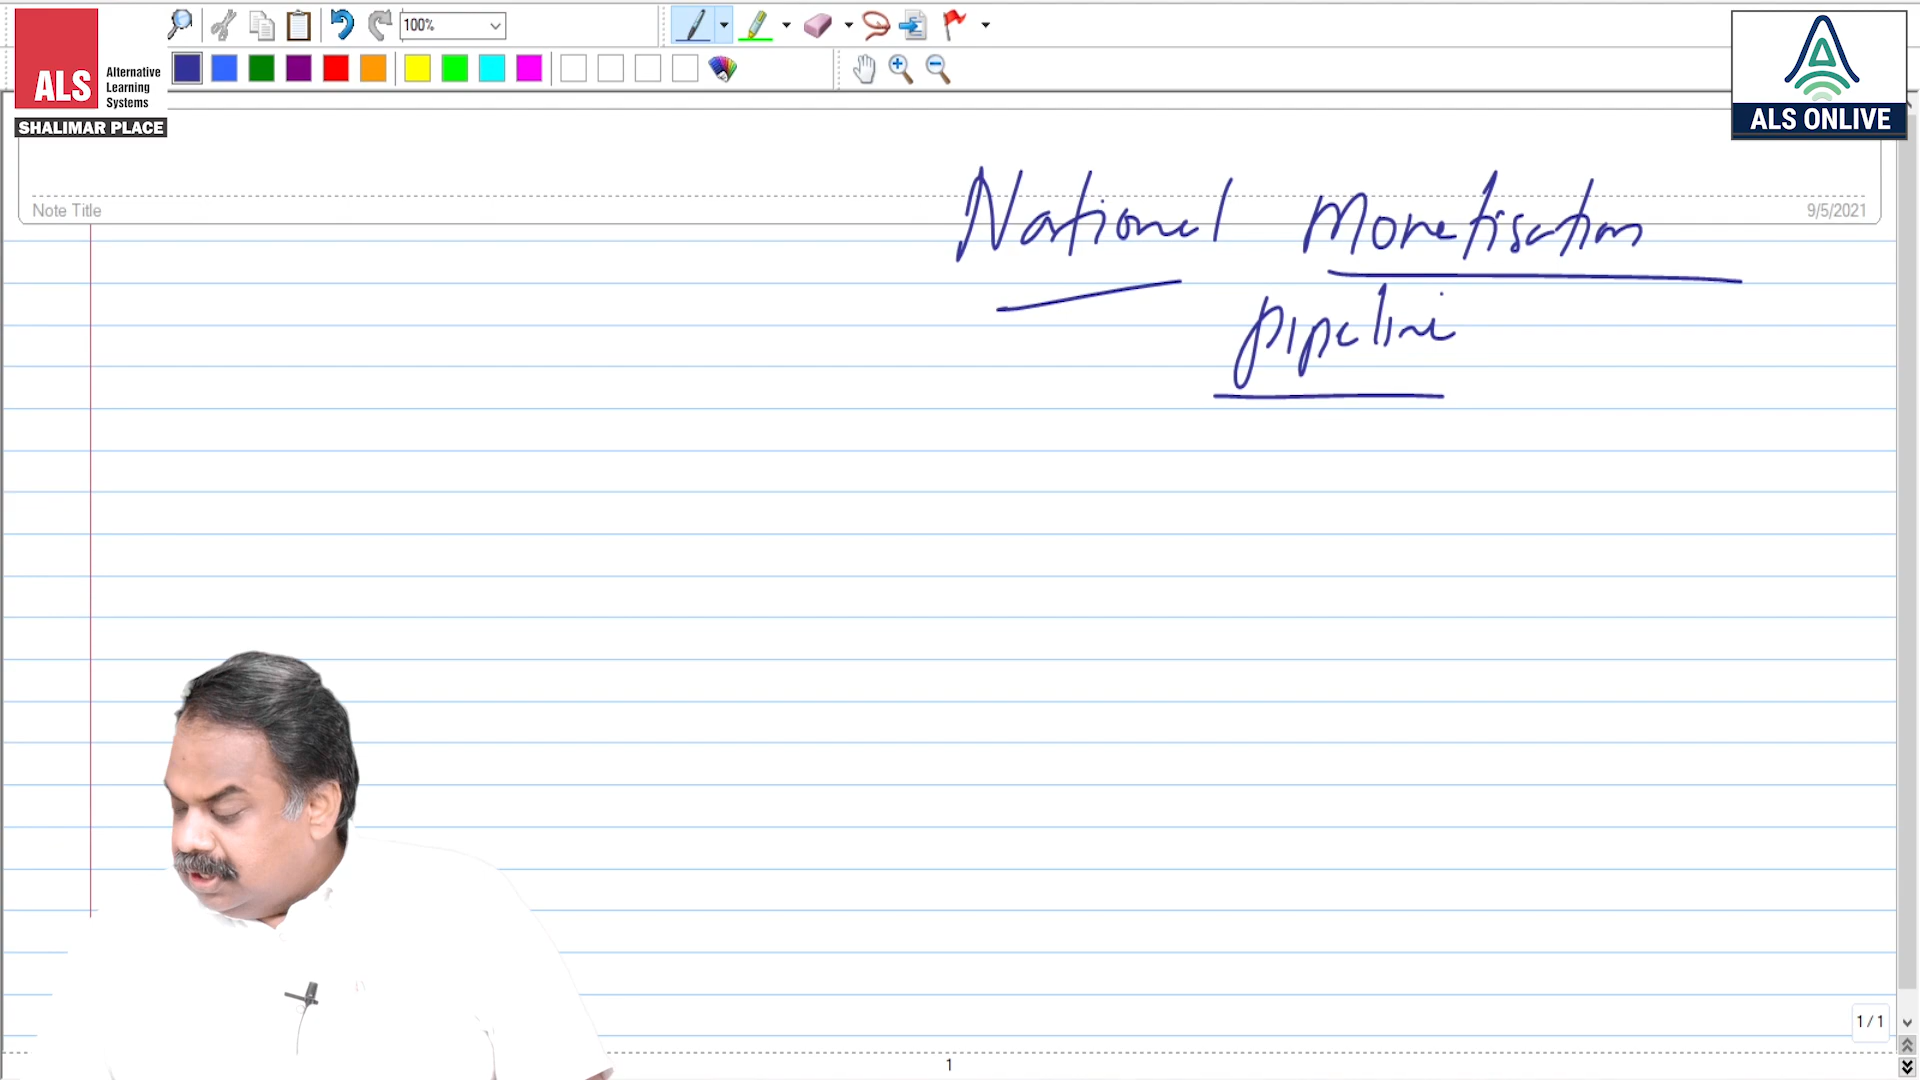 100%
ALS
Alternative
Learning
Systems
SHALIMAR PLACE
ALS ONLIVE
Note Title
9/5/2021
National Monetisation
pipeline
1 / 1
1